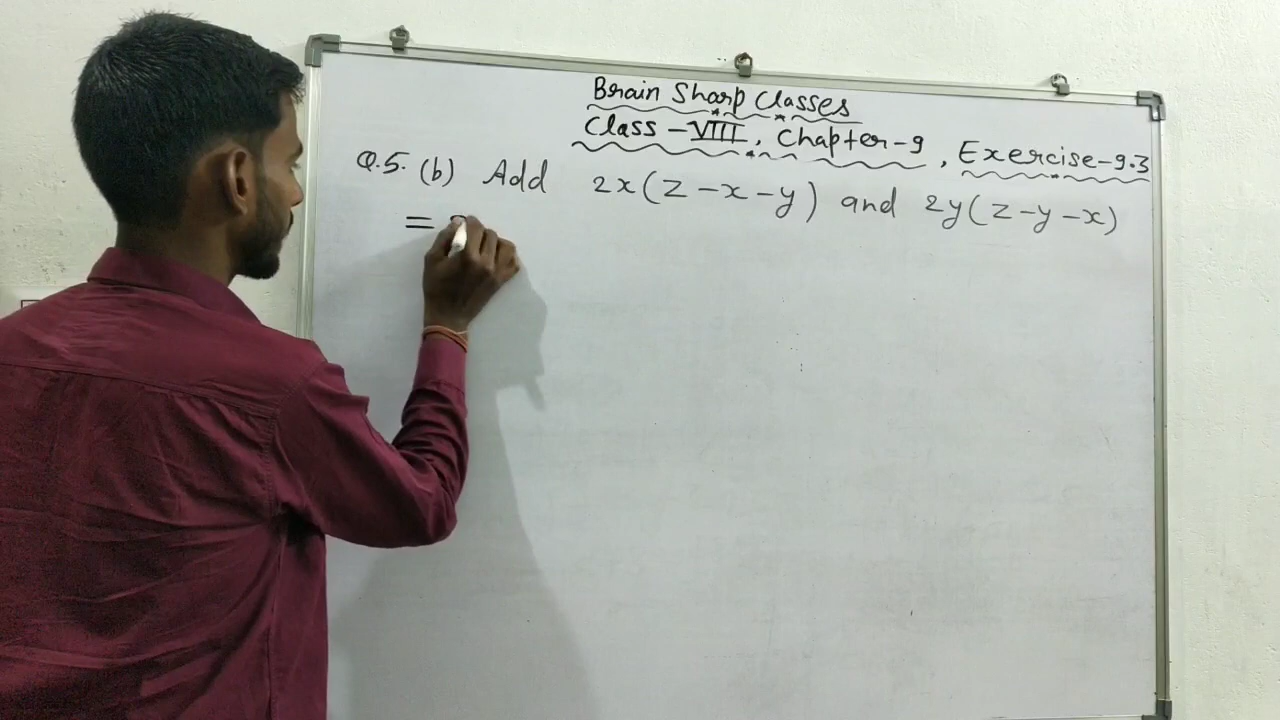 Brain Sharp Classes
Class - VIII, Chapter-9, Exercise-9.3
Q.5. (b) Add 2x(z-x-y) and 2y(z-y-x)
=